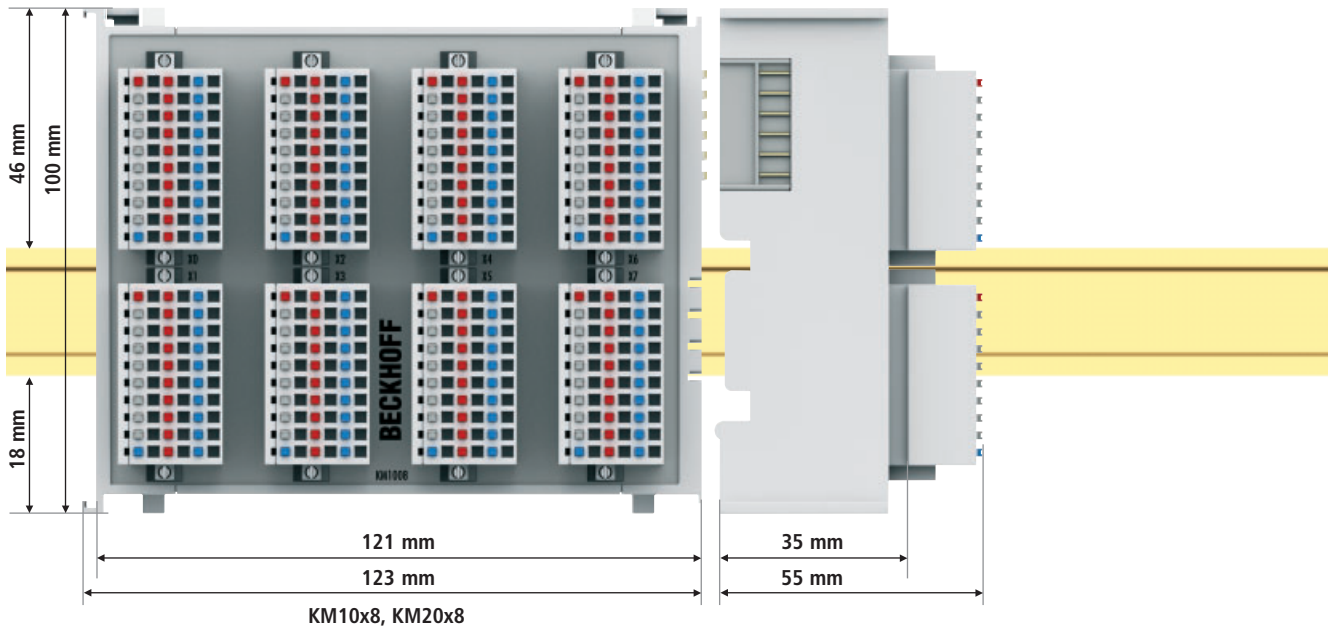 46 mm
100 mm
18 mm
X0
X2
X4
X6
X1
X3
X5
X7
BECKHOFF
KM1008
121 mm
35 mm
123 mm
55 mm
KM10x8, KM20x8